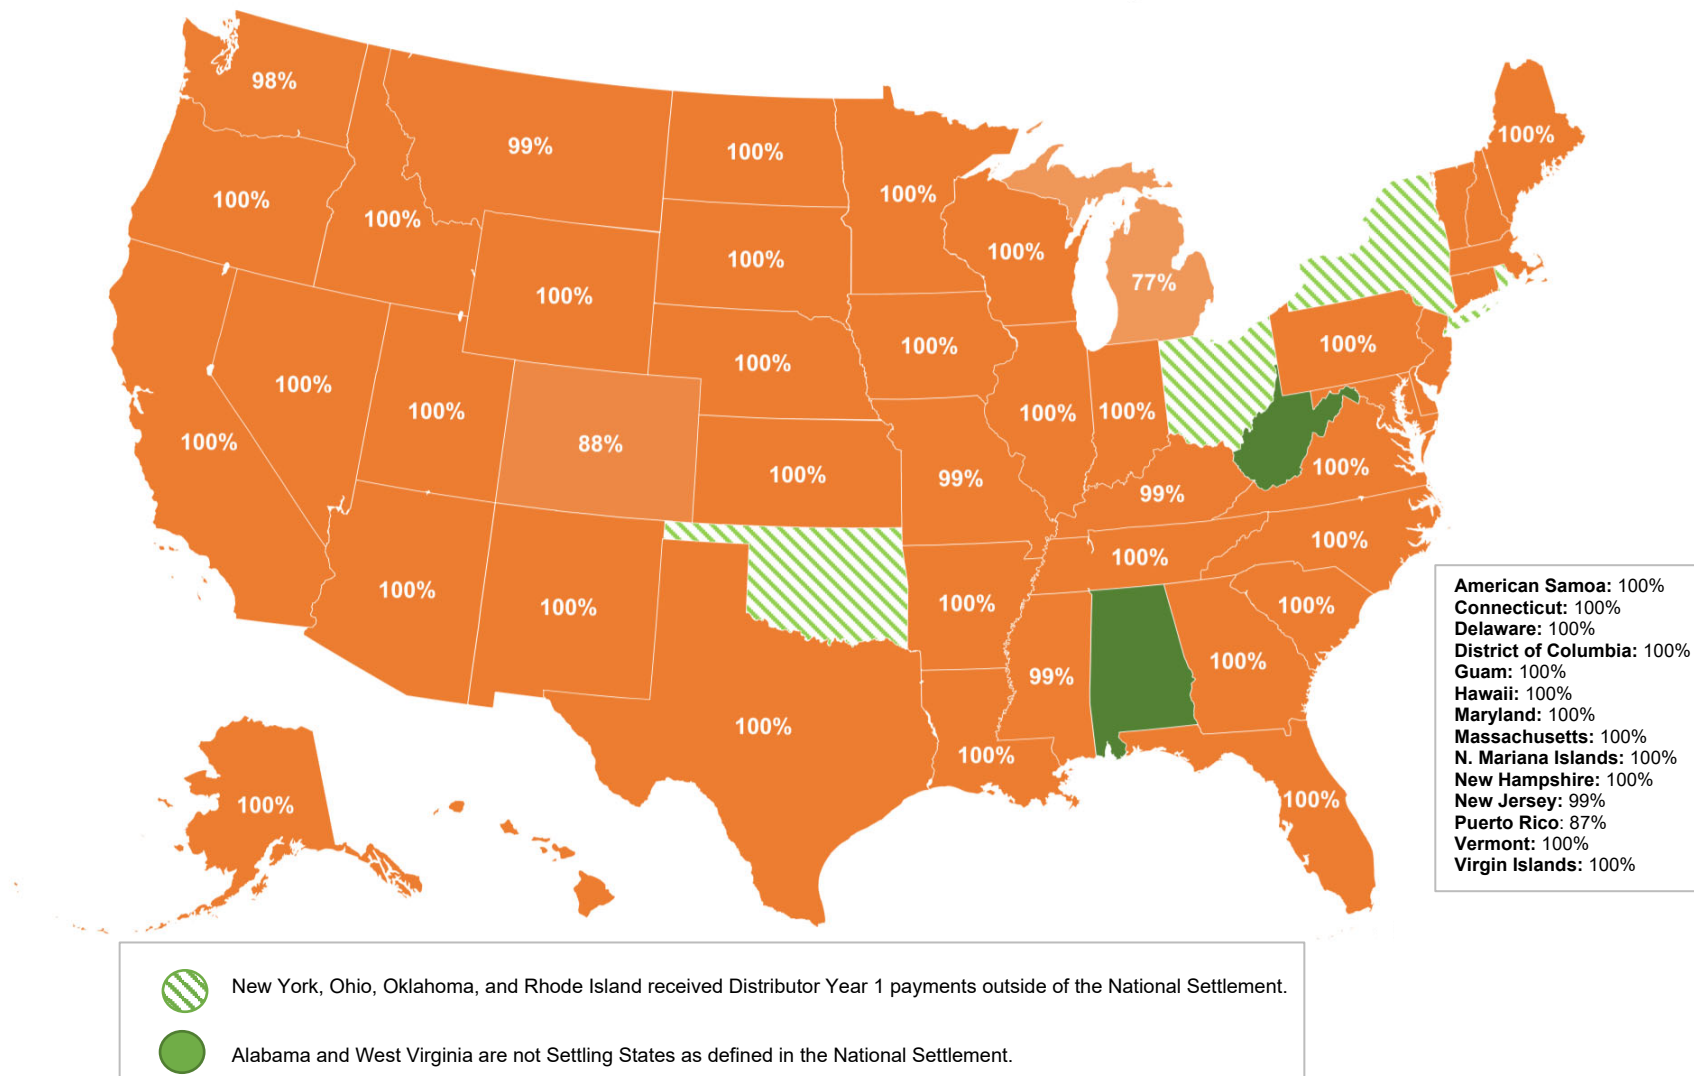 98%
99%
100%
100%
100%
100%
100%
100%
100%
77%
100%
100%
100%
100%
100%
100%
100%
88%
100%
100%
100%
99%
100%
99%
100%
100%
100%
100%
100%
100%
100%
100%
99%
100%
100%
100%
100%
100%
American Samoa: 100%
Connecticut: 100%
Delaware: 100%
District of Columbia: 100%
Guam: 100%
Hawaii: 100%
Maryland: 100%
Massachusetts: 100%
N. Mariana Islands: 100%
New Hampshire: 100%
New Jersey: 99%
Puerto Rico: 87%
Vermont: 100%
Virgin Islands: 100%
New York, Ohio, Oklahoma, and Rhode Island received Distributor Year 1 payments outside of the National Settlement.
Alabama and West Virginia are not Settling States as defined in the National Settlement.